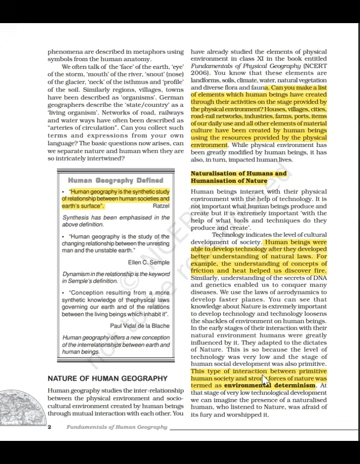 phenomena are described in metaphors using
symbols from the human anatomy.
We often talk of the 'face' of the earth, 'eye'
of the storm, 'mouth' of the river, 'snout' (nose)
of the glacier, 'neck' of the isthmus and 'profile'
of the soil. Similarly regions, villages, towns
have been described as 'organisms'. German
geographers describe the 'state/country' as a
'living organism'. Networks of road, railways
and water ways have often been described as
"arteries of circulation". Can you collect such
terms and expressions from your own
language? The basic questions now arises, can
we separate nature and human when they are
so intricately intertwined?
Human Geography Defined
• "Human geography is the synthetic study
of relationship between human societies and
earth's surface".
Ratzel
Synthesis has been emphasised in the
above definition.
• "Human geography is the study of the
changing relationship between the unresting
man and the unstable earth."
Ellen C. Semple
Dynamism in the relationship is the keyword
in Semple's definition.
• "Conception resulting from a more
synthetic knowledge of thephysical laws
governing our earth and of the relations
between the living beings which inhabit it".
Paul Vidal de la Blache
Human geography offers a new conception
of the interrelationships between earth and
human beings.
NATURE OF HUMAN GEOGRAPHY
Human geography studies the inter-relationship
between the physical environment and socio-
cultural environment created by human beings
through mutual interaction with each other. You
2
Fundamentals of Human Geography
have already studied the elements of physical
environment in class XI in the book entitled
Fundamentals of Physical Geography (NCERT
2006). You know that these elements are
landforms, soils, climate, water, natural vegetation
and diverse flora and fauna. Can you make a list
of elements which human beings have created
through their activities on the stage provided by
the physical environment? Houses, villages, cities,
road-rail networks, industries, farms, ports, items
of our daily use and all other elements of material
culture have been created by human beings
using the resources provided by the physical
environment. While physical environment has
been greatly modified by human beings, it has
also, in turn, impacted human lives.
Naturalisation of Humans and
Humanisation of Nature
Human beings interact with their physical
environment with the help of technology. It is
not important what human beings produce and
create but it is extremely important 'with the
help of what tools and techniques do they
produce and create'.
Technology indicates the level of cultural
development of society. Human beings were
able to develop technology after they developed
better understanding of natural laws. For
example, the understanding of concepts of
friction and heat helped us discover fire.
Similarly, understanding of the secrets of DNA
and genetics enabled us to conquer many
diseases. We use the laws of aerodynamics to
develop faster planes. You can see that
knowledge about Nature is extremely important
to develop technology and technology loosens
the shackles of environment on human beings.
In the early stages of their interaction with their
natural environment humans were greatly
influenced by it. They adapted to the dictates
of Nature. This is so because the level of
technology was very low and the stage of
human social development was also primitive.
This type of interaction between primitive
human society and strong forces of nature was
termed as environmental determinism. At
that stage of very low technological development
we can imagine the presence of a naturalised
human, who listened to Nature, was afraid of
its fury and worshipped it.